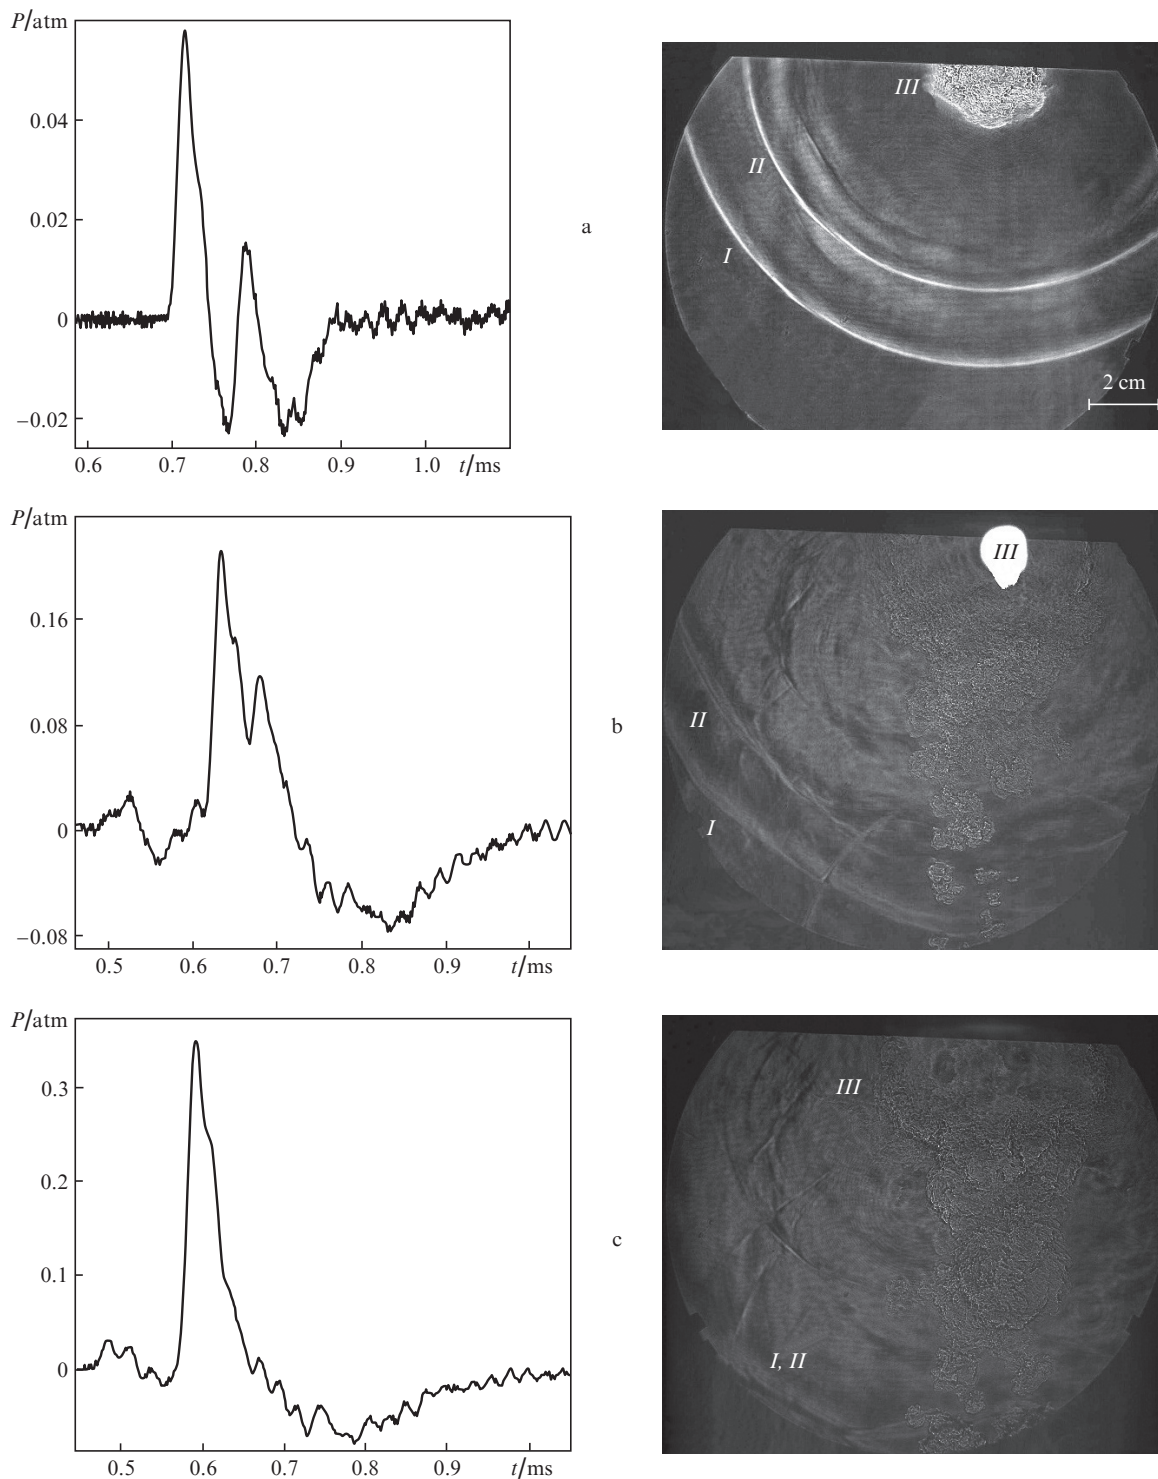 P/atm
0.04
0.02
0
−0.02
0.6 0.7 0.8 0.9 1.0 t/ms
a
III
II
I
2 cm
P/atm
0.16
0.08
0
−0.08
0.5 0.6 0.7 0.8 0.9 t/ms
b
III
II
I
P/atm
0.3
0.2
0.1
0
0.5 0.6 0.7 0.8 0.9 t/ms
c
III
I, II